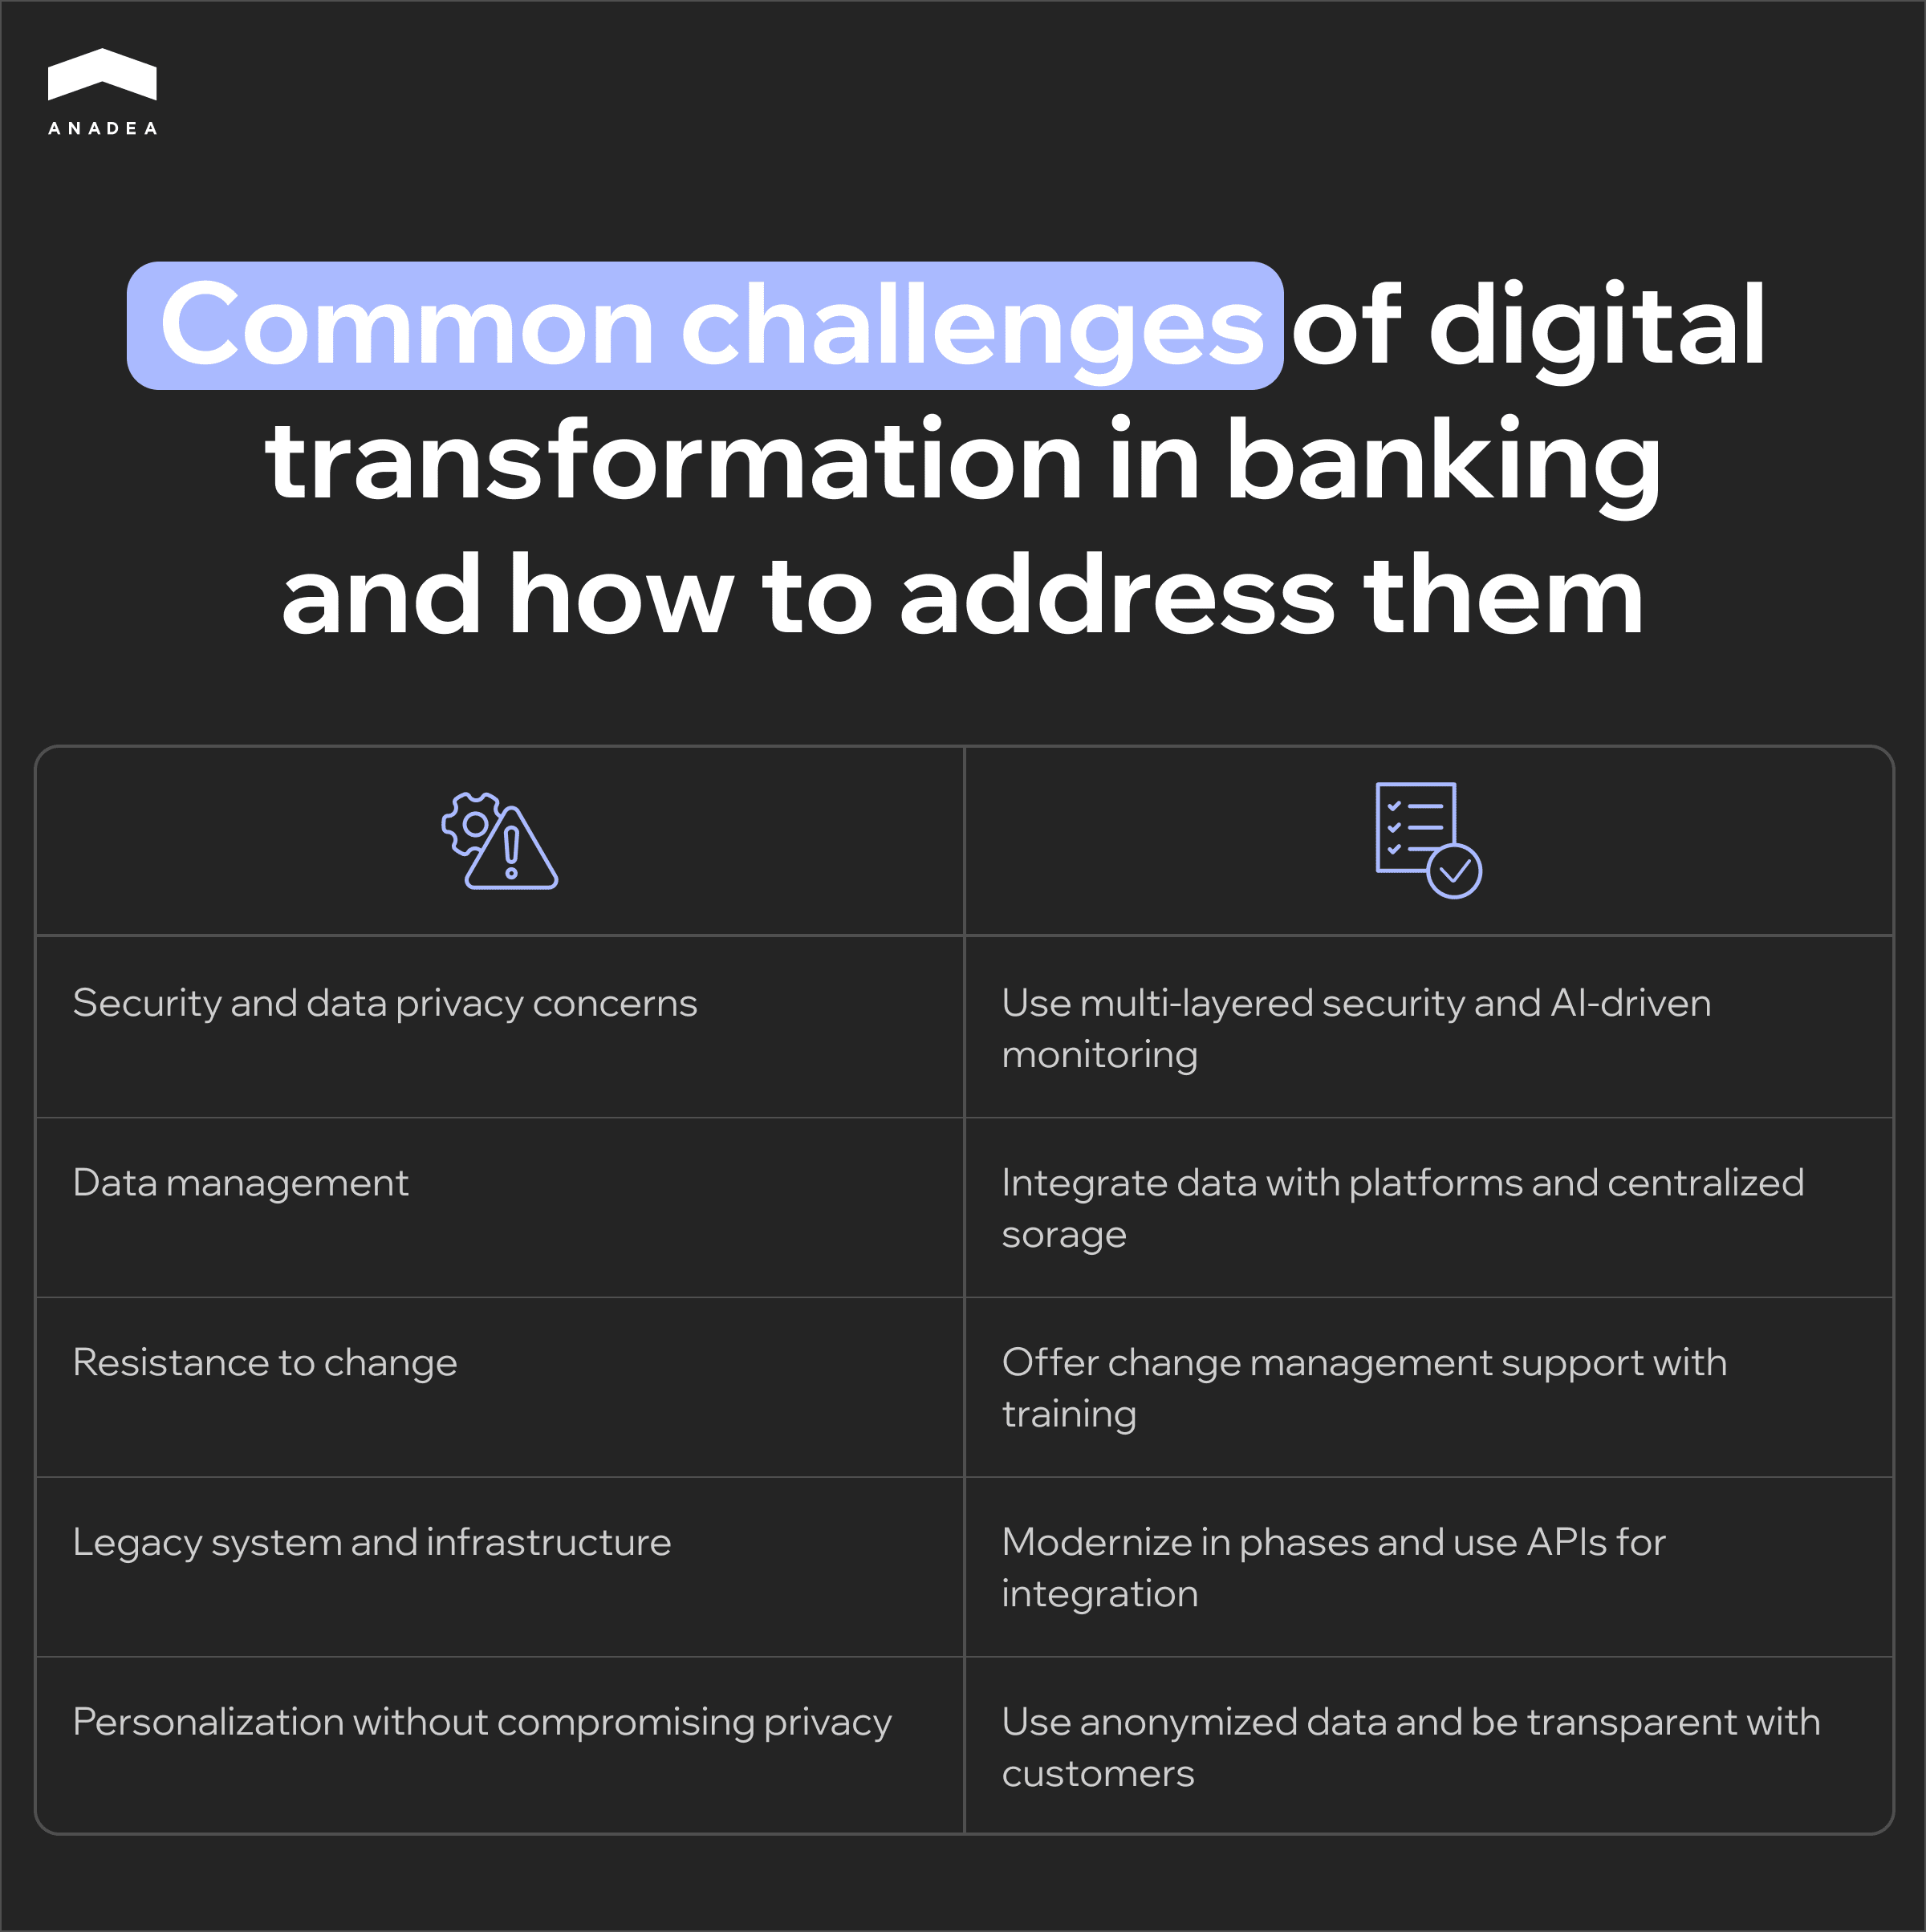 ANADEA
Common challenges of digital
transformation in banking
and how to address them
Security and data privacy concerns
Use multi-layered security and AI-driven
monitoring
Data management
Integrate data with platforms and centralized
sorage
Resistance to change
Offer change management support with
training
Legacy system and infrastructure
Modernize in phases and use APIs for
integration
Personalization without compromising privacy
Use anonymized data and be transparent with
customers